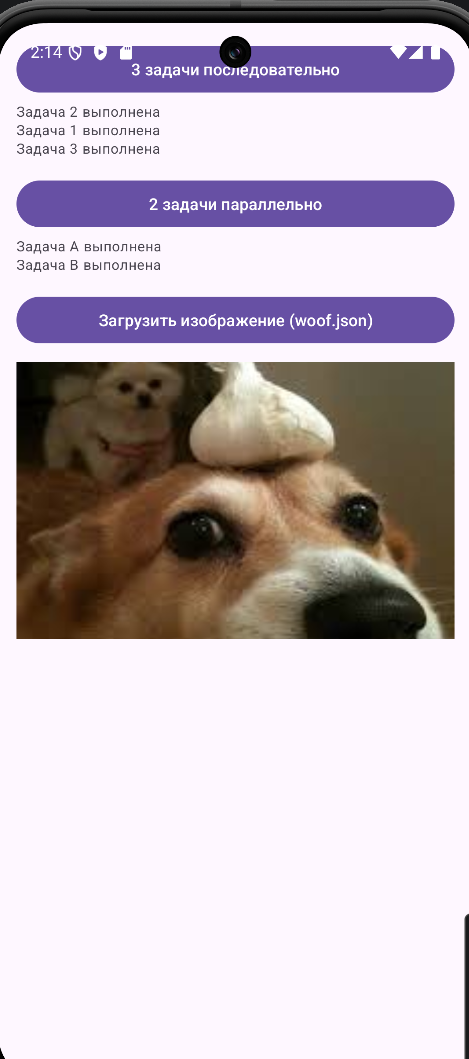 2:14
3 задачи последовательно
Задача 2 выполнена
Задача 1 выполнена
Задача 3 выполнена
2 задачи параллельно
Задача A выполнена
Задача B выполнена
Загрузить изображение (woof.json)